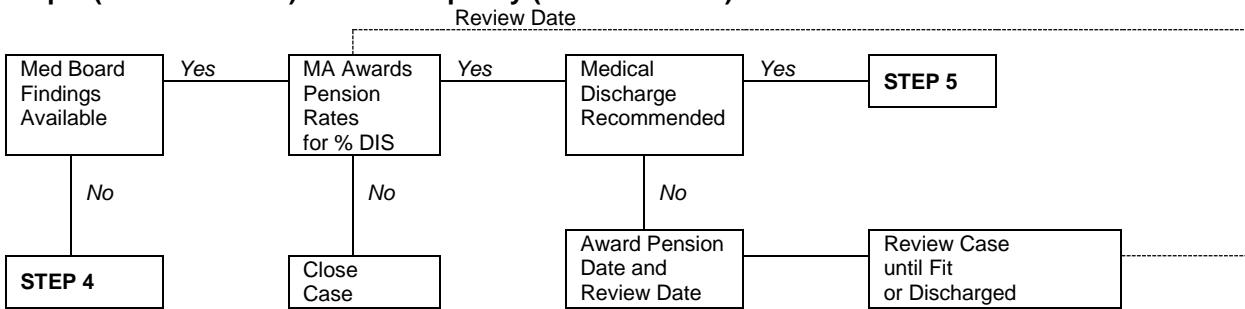 Review Date
Med Board
Findings
Available
Yes
MA Awards
Pension
Rates
for % DIS
Yes
Medical
Discharge
Recommended
Yes
STEP 5
No
No
No
STEP 4
Close
Case
Award Pension
Date and
Review Date
Review Case
until Fit
or Discharged